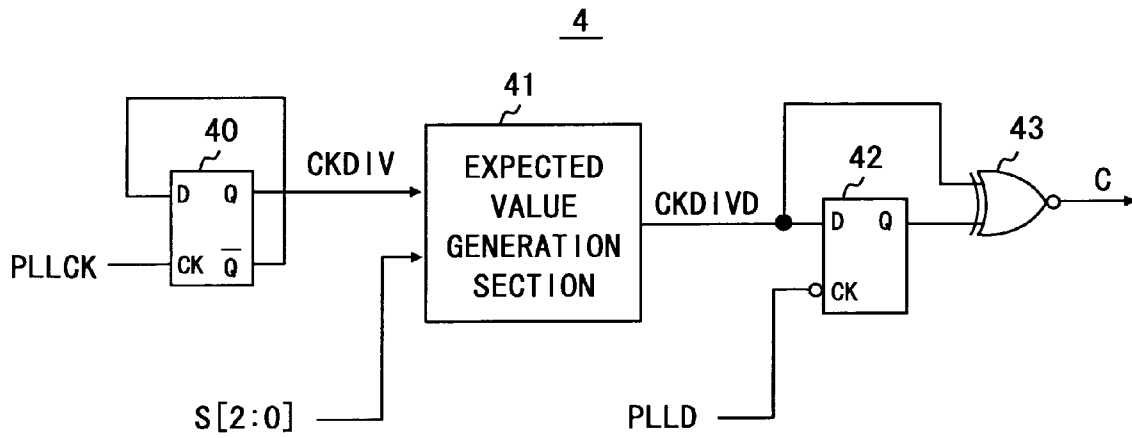 4
40
D Q
CK Q
PLLCK
CKDIV
S[2:0]
41
EXPECTED
VALUE
GENERATION
SECTION
CKDIVD
42
D Q
CK
PLLD
43
C